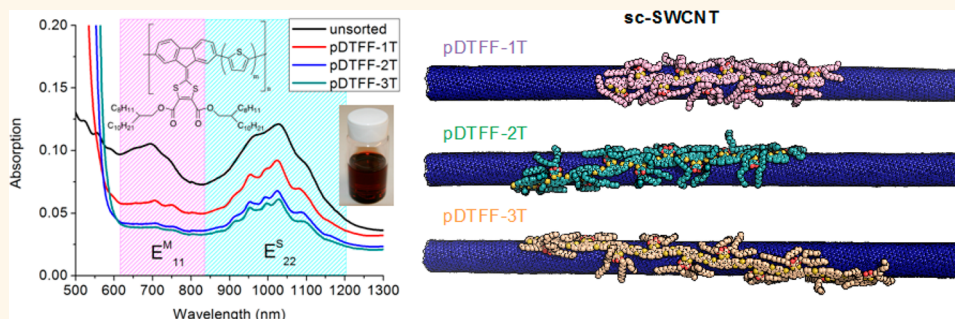 0.20
0.15
0.10
0.05
0.00
Absorption
500 600 700 800 900 1000 1100 1200 1300
Wavelength (nm)
unsorted
pDTFF-1T
pDTFF-2T
pDTFF-3T
S
m
n
S S
C8H17
C10H21
O
O
O
O
C10H21
E^M_11
E^S_22
sc-SWCNT
pDTFF-1T
pDTFF-2T
pDTFF-3T